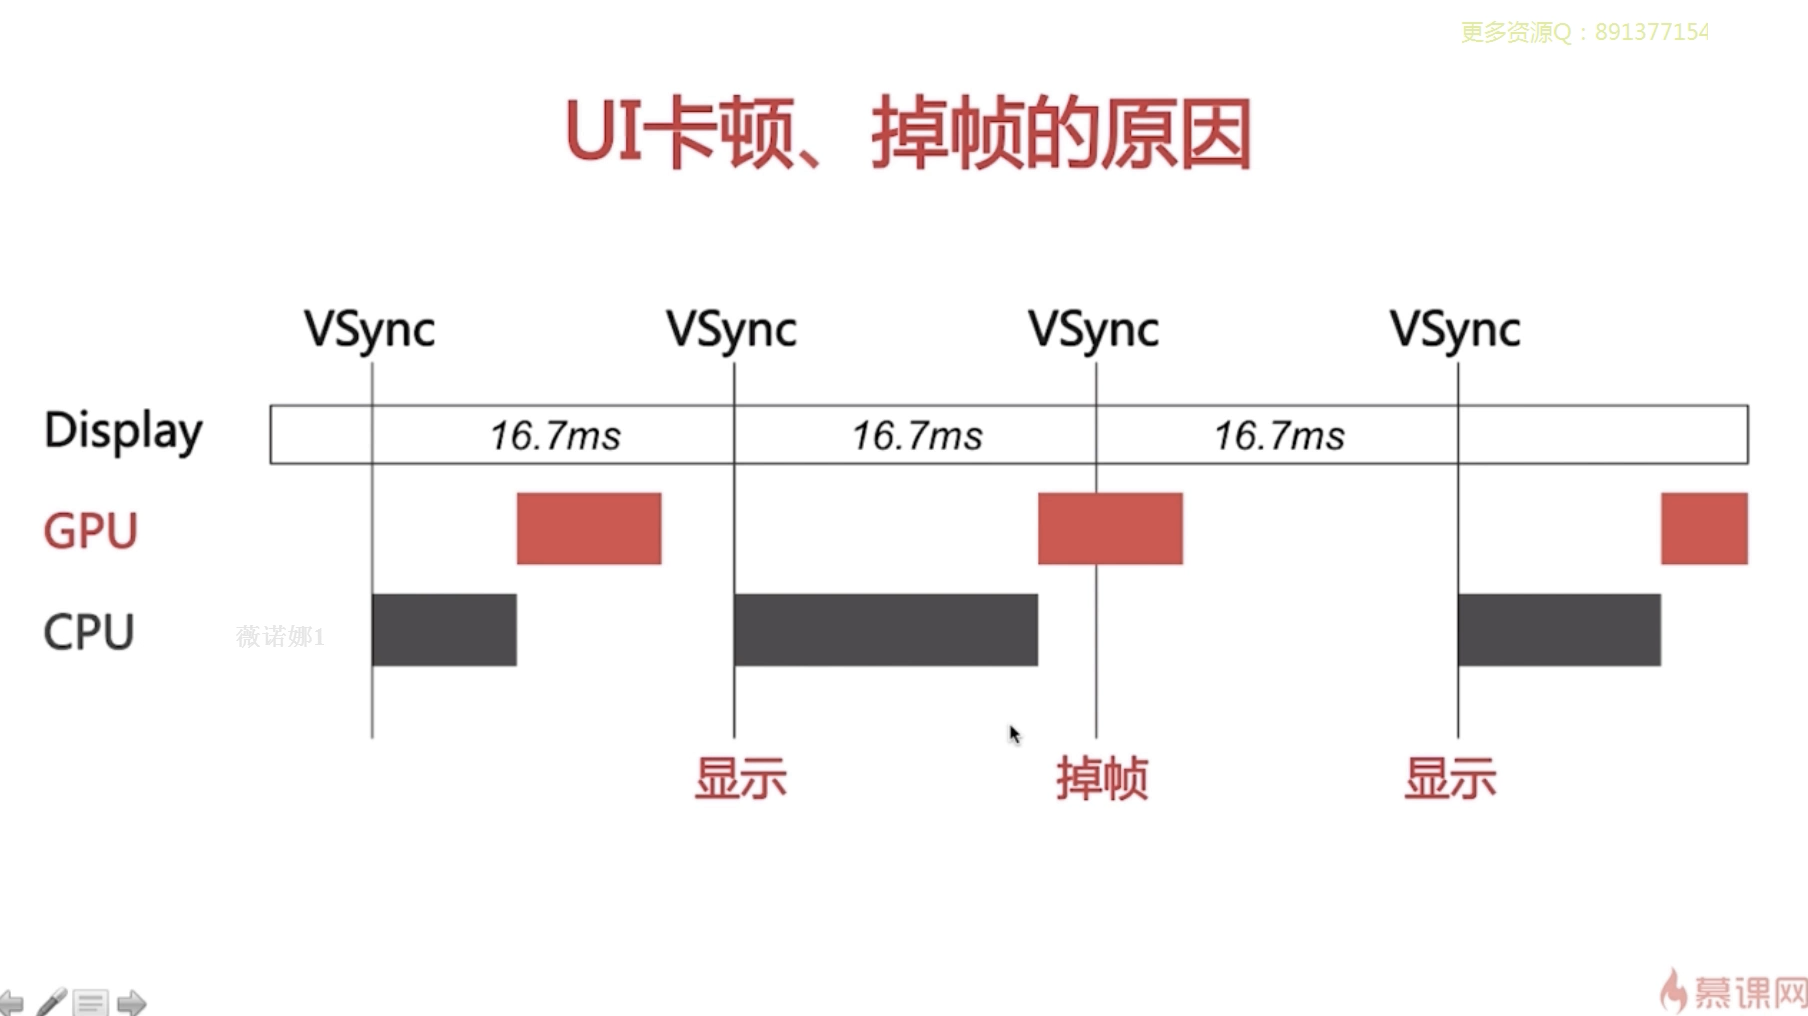 更多资源Q：891377154
UI卡顿、掉帧的原因
VSync VSync VSync VSync
Display 16.7ms 16.7ms 16.7ms
GPU
CPU 薇诺娜1
显示 掉帧 显示
慕课网